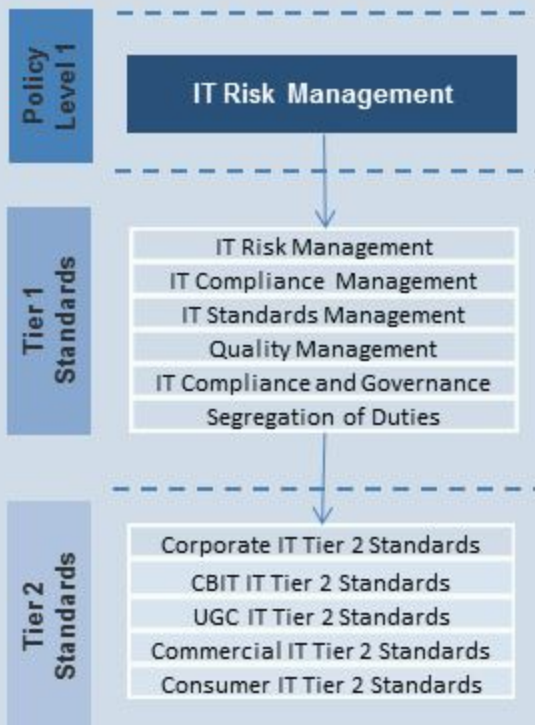 Policy
Level 1
IT Risk Management
Tier 1
Standards
IT Risk Management
IT Compliance Management
IT Standards Management
Quality Management
IT Compliance and Governance
Segregation of Duties
Tier 2
Standards
Corporate IT Tier 2 Standards
CBIT IT Tier 2 Standards
UGC IT Tier 2 Standards
Commercial IT Tier 2 Standards
Consumer IT Tier 2 Standards